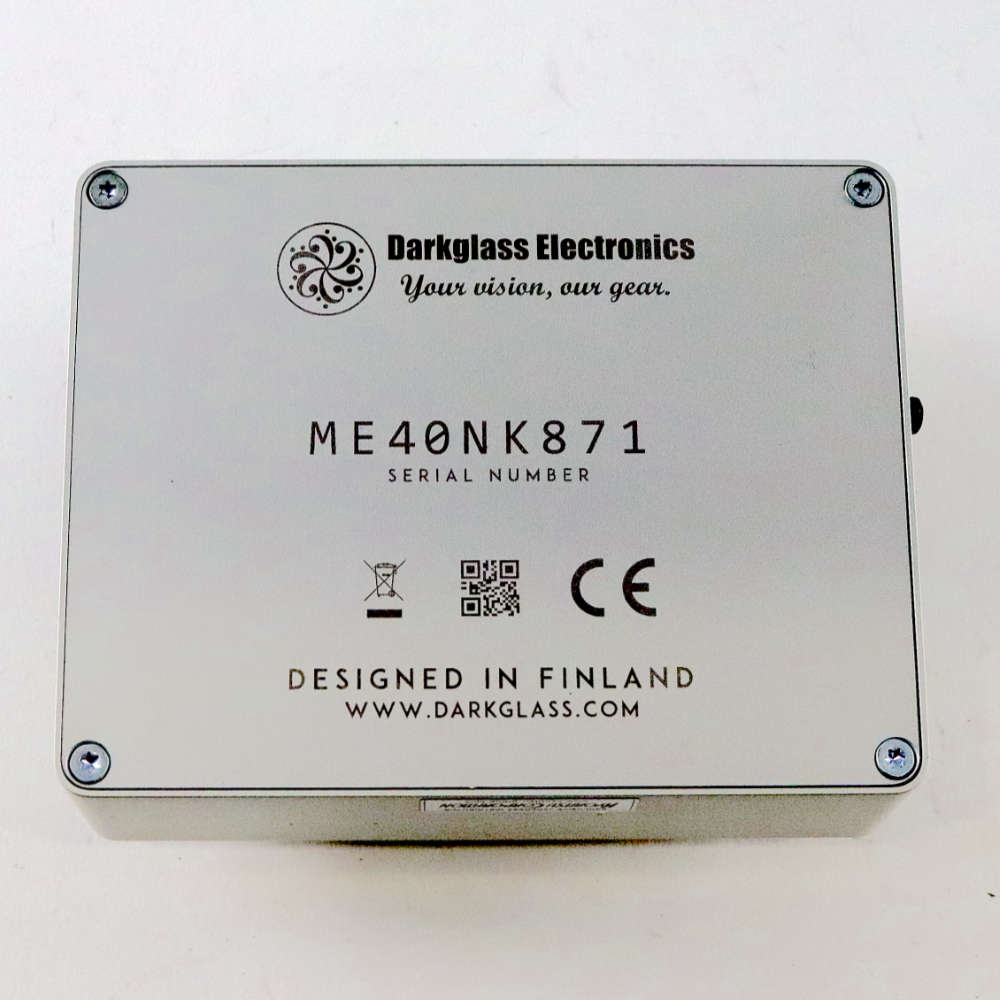 Darkglass Electronics
Your vision, our gear.
ME40NK871
SERIAL NUMBER
CE
DESIGNED IN FINLAND
WWW.DARKGLASS.COM